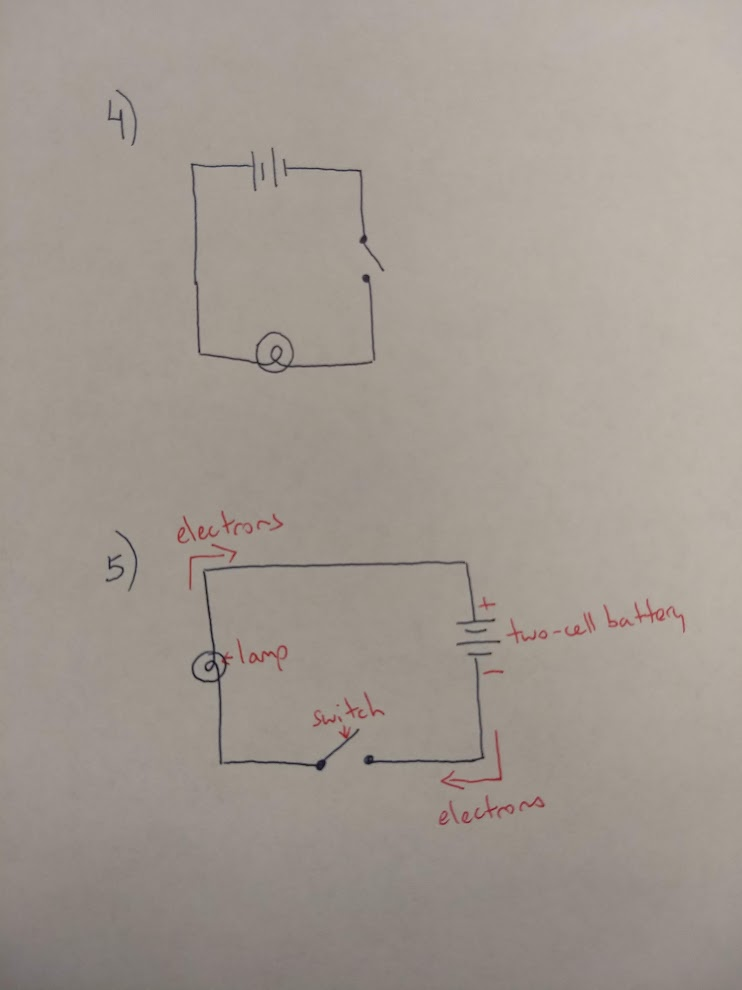 4)
electrons
5)
+
two-cell battery
lamp
-
switch
electrons